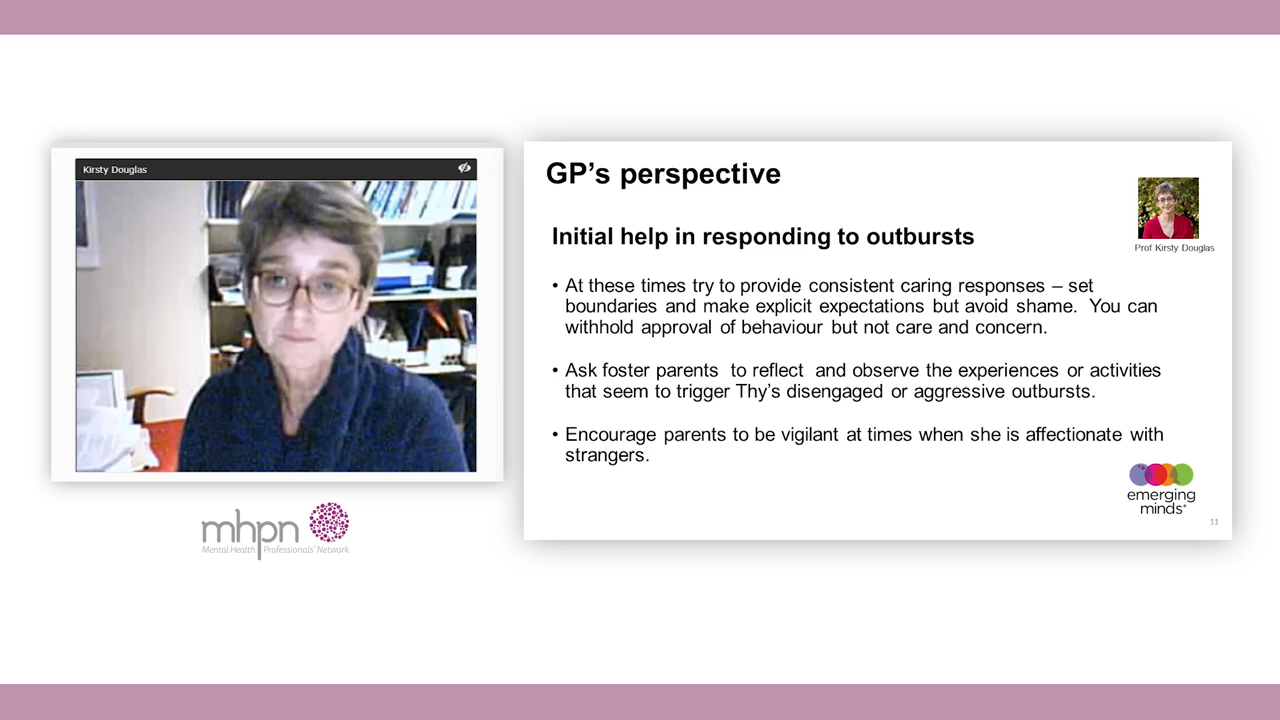 Kirsty Douglas
GP's perspective
Prof Kirsty Douglas
Initial help in responding to outbursts
• At these times try to provide consistent caring responses – set
boundaries and make explicit expectations but avoid shame.  You can
withhold approval of behaviour but not care and concern.
• Ask foster parents  to reflect  and observe the experiences or activities
that seem to trigger Thy's disengaged or aggressive outbursts.
• Encourage parents to be vigilant at times when she is affectionate with
strangers.
emerging
minds
11
mhpn
Mental Health Professionals' Network